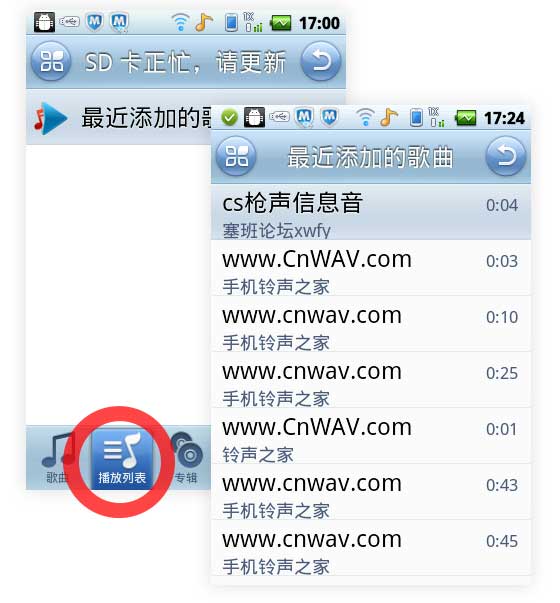 17:00
SD 卡正忙，请更新
最近添加的歌
歌曲
播放列表
专辑
1X
17:24
最近添加的歌曲
cs枪声信息音
0:04
塞班论坛xwfy
www.CnWAV.com
0:03
手机铃声之家
www.cnwav.com
0:10
手机铃声之家
www.cnwav.com
0:25
手机铃声之家
www.CnWAV.com
0:01
铃声之家
www.cnwav.com
0:43
手机铃声之家
www.cnwav.com
0:45
手机铃声之家